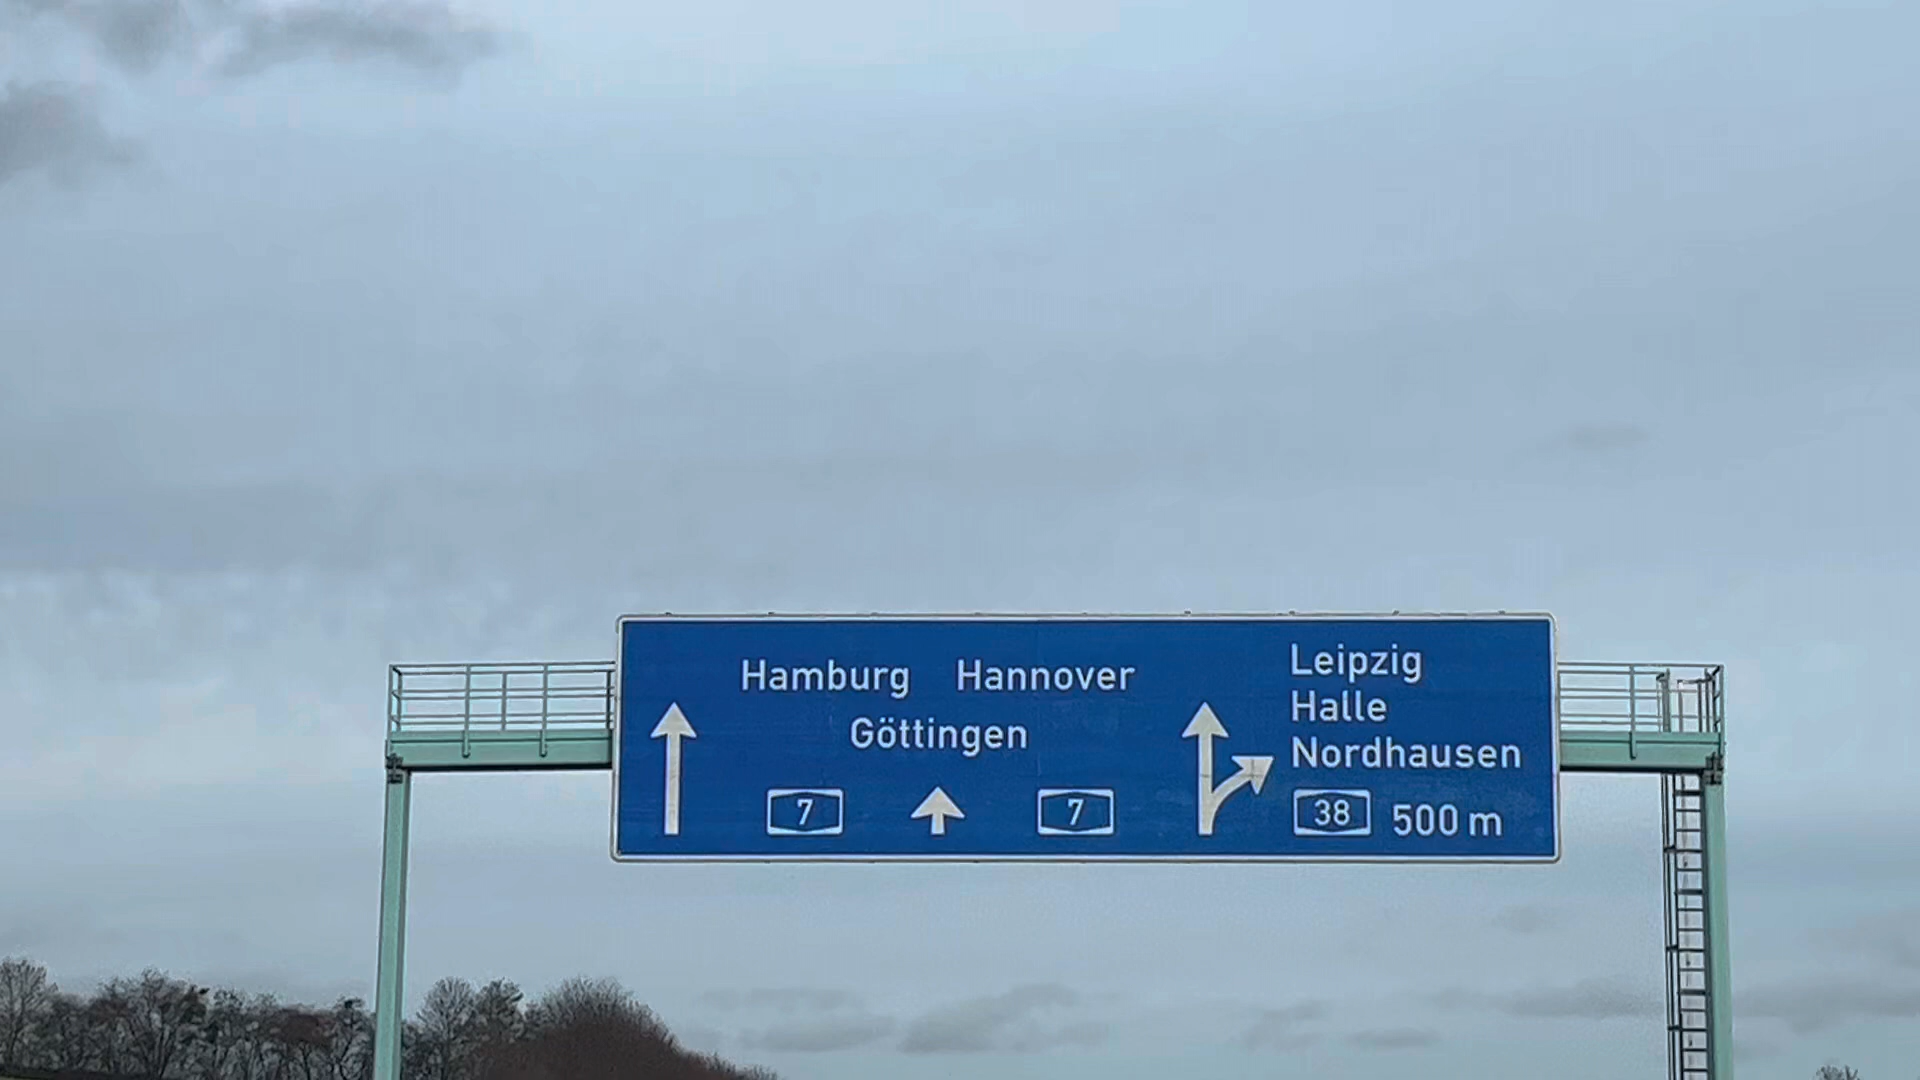 Hamburg Hannover
Göttingen
7 7
Leipzig
Halle
Nordhausen
38 500 m